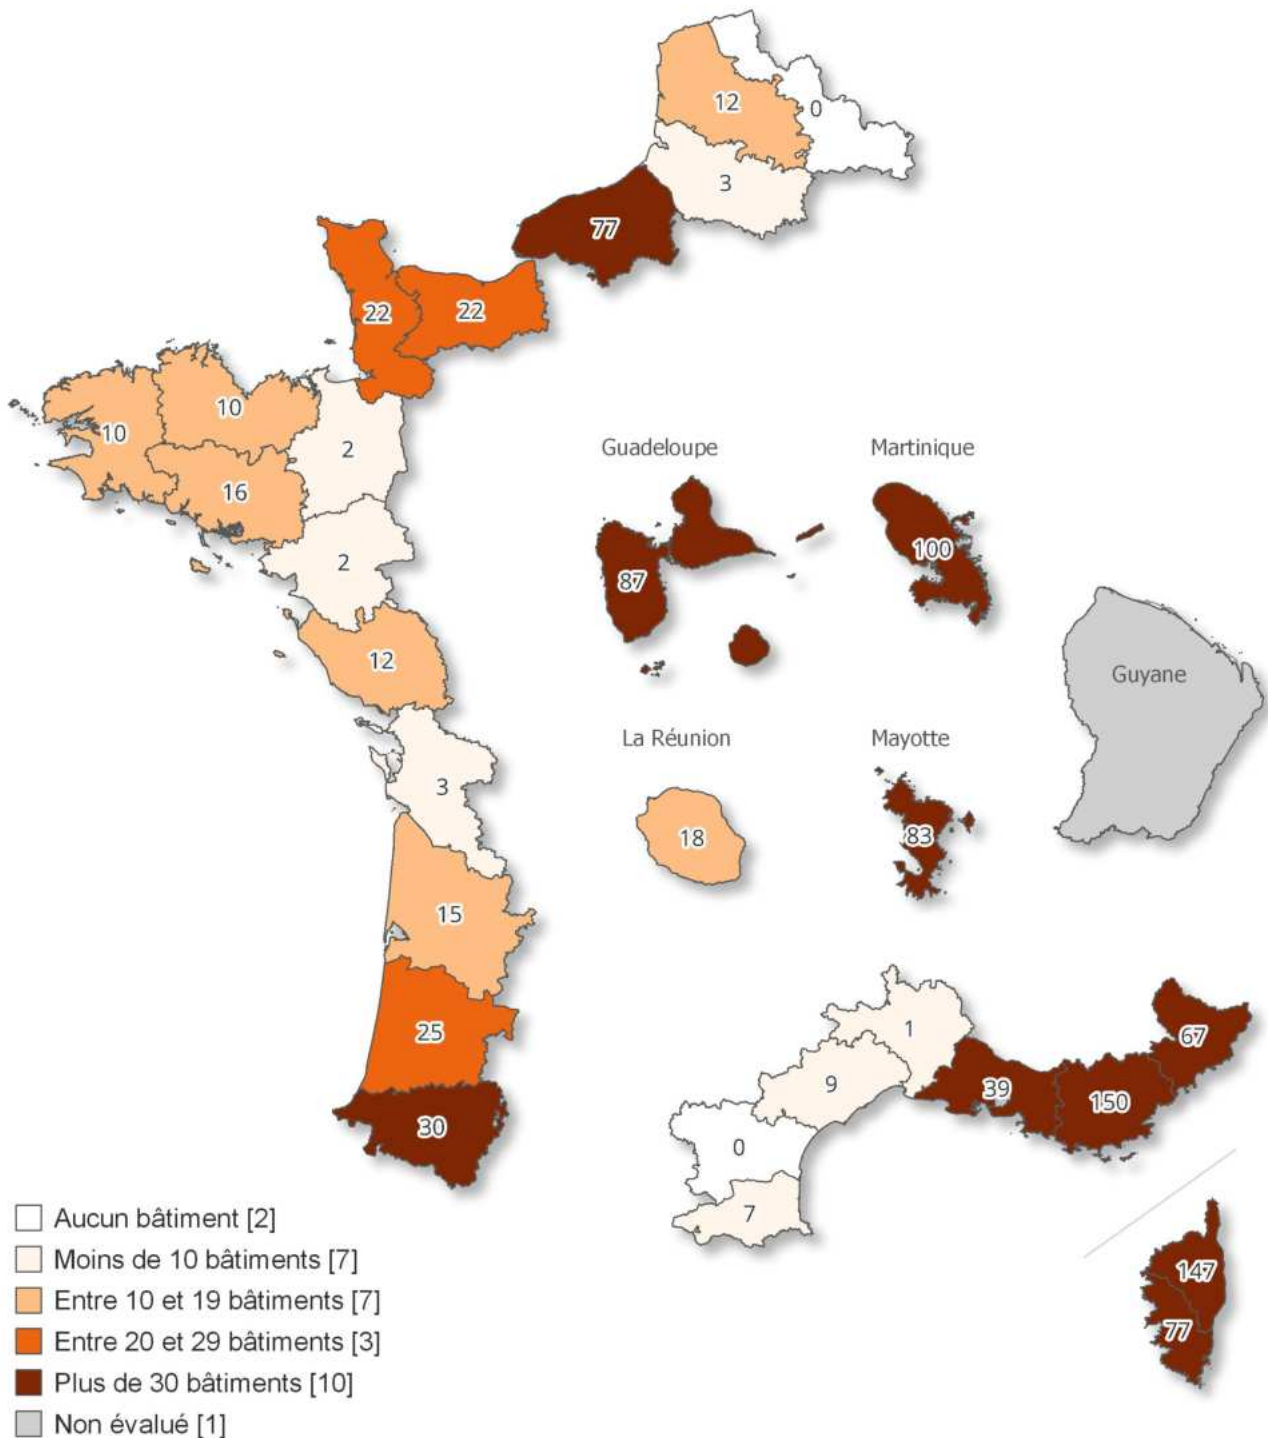 12
0
3
77
22
22
10
10
2
16
2
12
3
15
25
30
Guadeloupe
Martinique
87
100
Guyane
La Réunion
Mayotte
18
83
1
67
9
39
150
0
7
147
77
Aucun bâtiment [2]
Moins de 10 bâtiments [7]
Entre 10 et 19 bâtiments [7]
Entre 20 et 29 bâtiments [3]
Plus de 30 bâtiments [10]
Non évalué [1]